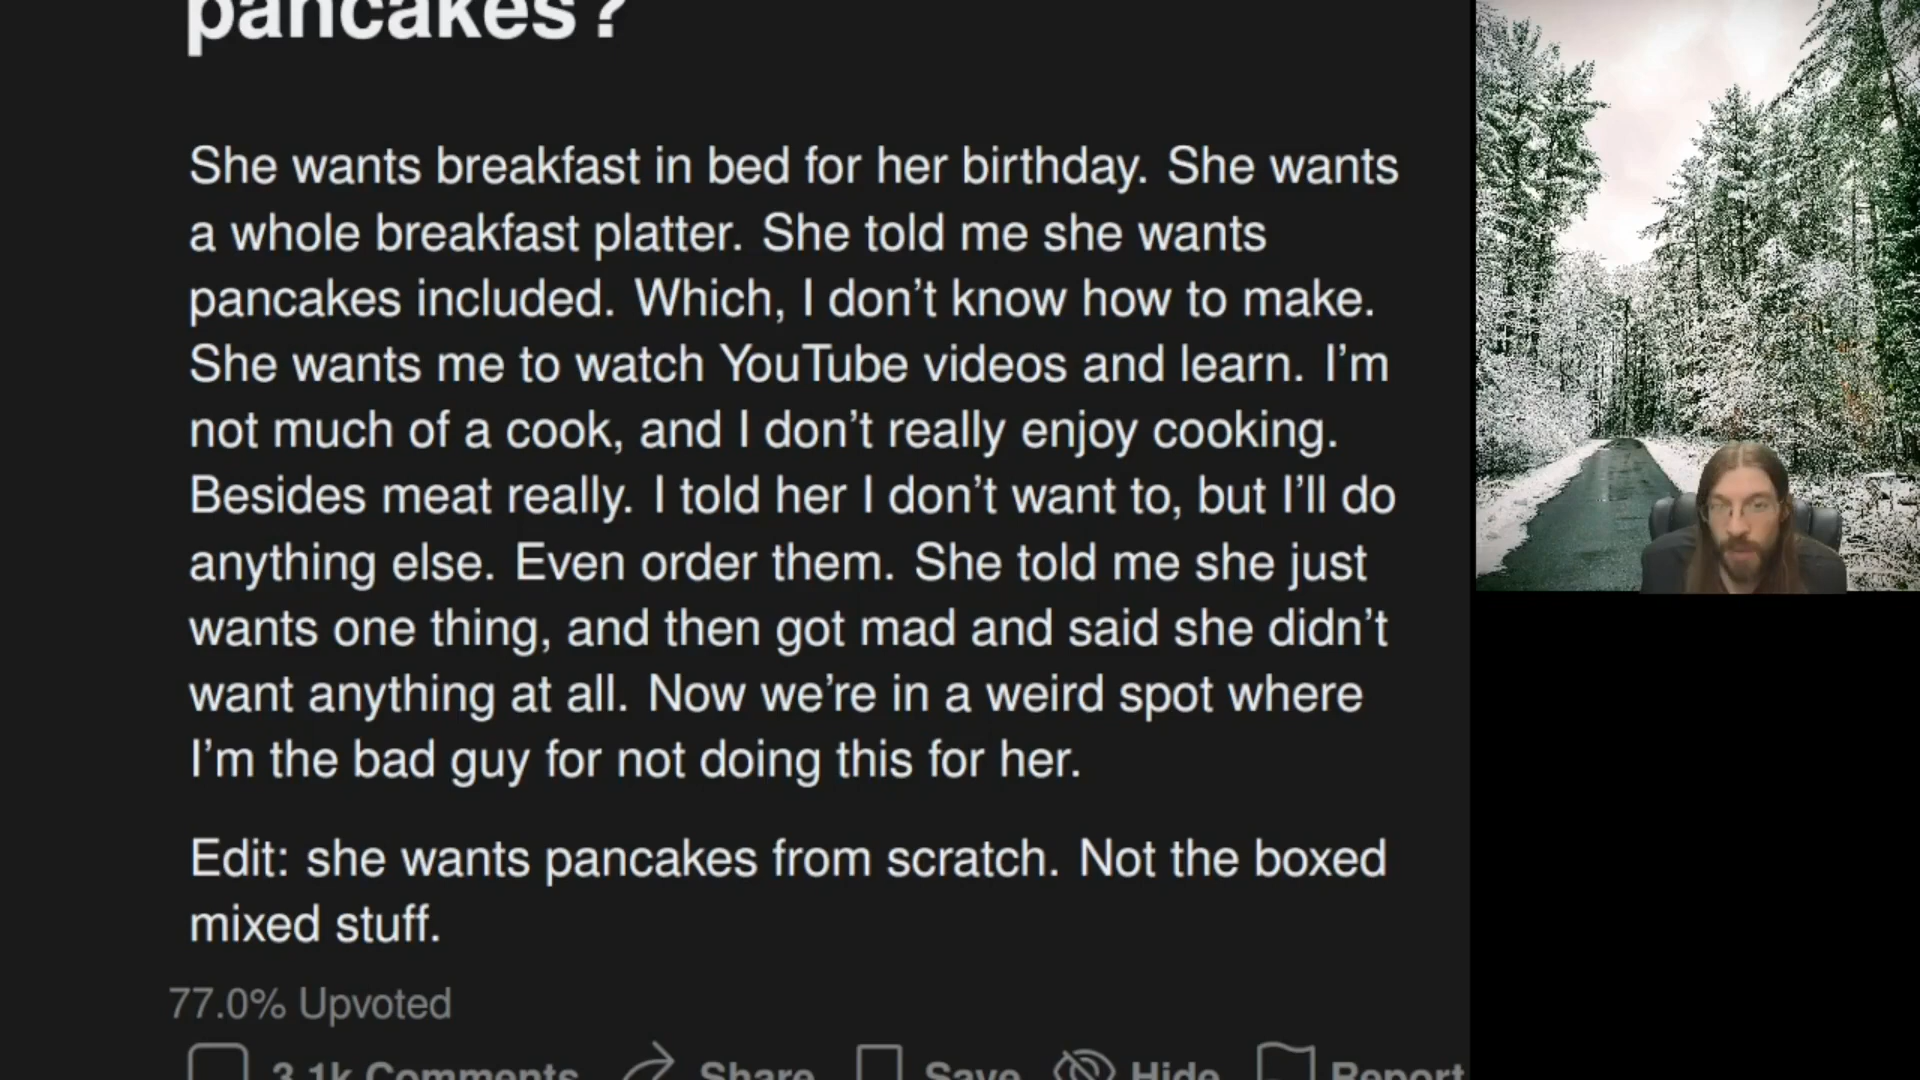 pancakes?
She wants breakfast in bed for her birthday. She wants
a whole breakfast platter. She told me she wants
pancakes included. Which, I don’t know how to make.
She wants me to watch YouTube videos and learn. I’m
not much of a cook, and I don’t really enjoy cooking.
Besides meat really. I told her I don’t want to, but I’ll do
anything else. Even order them. She told me she just
wants one thing, and then got mad and said she didn’t
want anything at all. Now we’re in a weird spot where
I’m the bad guy for not doing this for her.
Edit: she wants pancakes from scratch. Not the boxed
mixed stuff.
77.0% Upvoted
3.1k Comments Share Save Hide Report